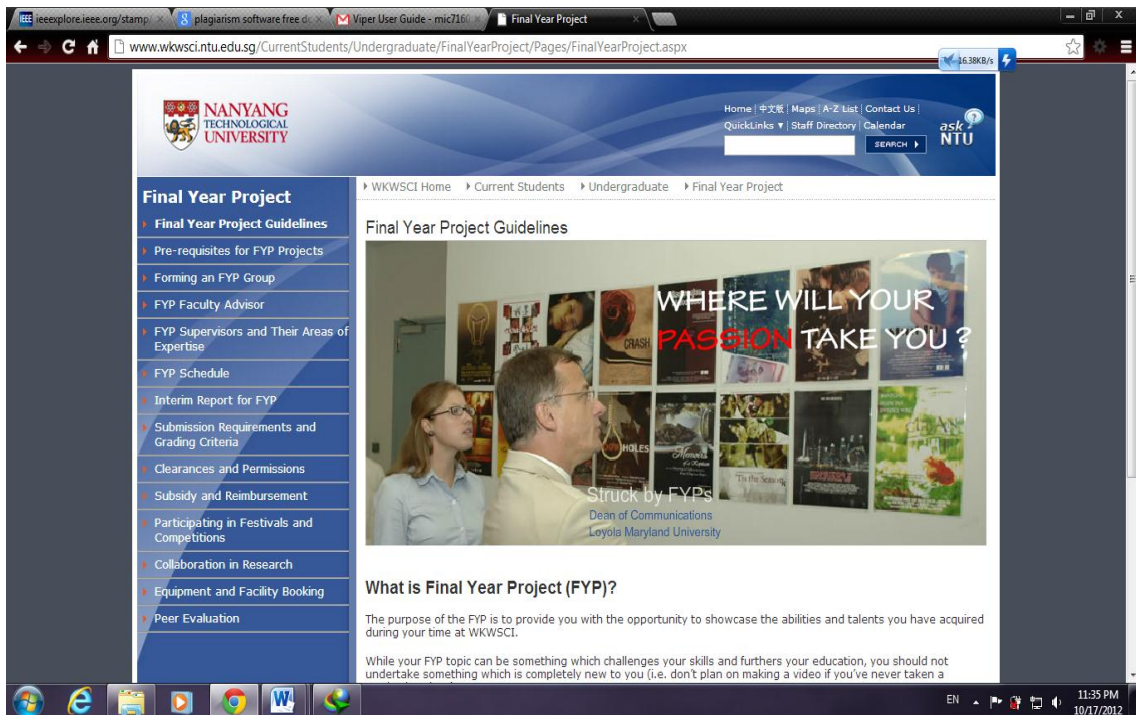 ieeexplore.ieee.org/stamp/
plagiarism software free do
Viper User Guide - mic7160
Final Year Project
www.wkwsci.ntu.edu.sg/CurrentStudents/Undergraduate/FinalYearProject/Pages/FinalYearProject.aspx
16.38KB/s
NANYANG
TECHNOLOGICAL
UNIVERSITY
Home | 中文版 | Maps | A-Z List | Contact Us |
QuickLinks ▼ | Staff Directory | Calendar
SEARCH
ask
NTU
Final Year Project
Final Year Project Guidelines
Pre-requisites for FYP Projects
Forming an FYP Group
FYP Faculty Advisor
FYP Supervisors and Their Areas of
Expertise
FYP Schedule
Interim Report for FYP
Submission Requirements and
Grading Criteria
Clearances and Permissions
Subsidy and Reimbursement
Participating in Festivals and
Competitions
Collaboration in Research
Equipment and Facility Booking
Peer Evaluation
WKWSCI Home Current Students Undergraduate Final Year Project
Final Year Project Guidelines
WHERE WILL YOUR
PASSION TAKE YOU ?
CRASH
HOLES
Memoirs
Tis the Season
Struck by FYPs
Dean of Communications
Loyola Maryland University
What is Final Year Project (FYP)?
The purpose of the FYP is to provide you with the opportunity to showcase the abilities and talents you have acquired
during your time at WKWSCI.
While your FYP topic can be something which challenges your skills and furthers your education, you should not
undertake something which is completely new to you (i.e. don't plan on making a video if you've never taken a
EN
11:35 PM
10/17/2012